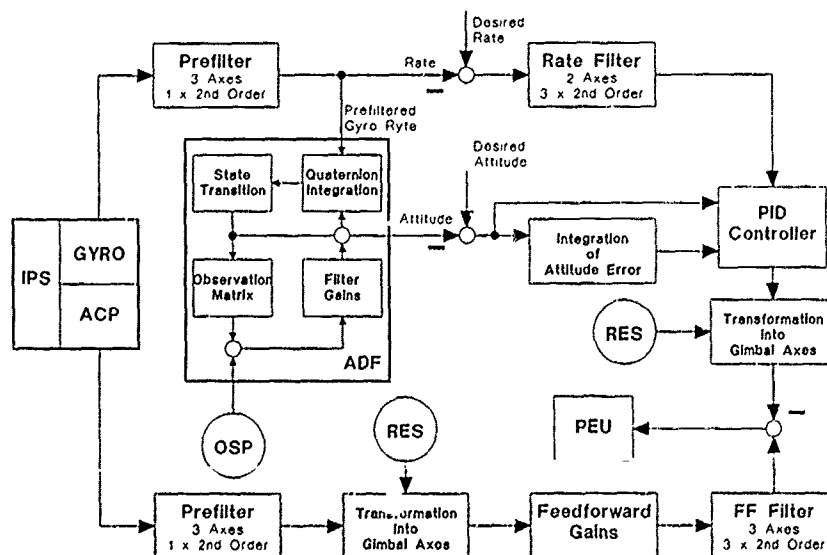 Prefilter
3 Axes
1 x 2nd Order
Rate
Desired
Rate
Rate Filter
2 Axes
3 x 2nd Order
Prefiltered
Gyro Ryte
State
Transition
Quaternion
Integration
Desired
Attitude
Attitude
PID
Controller
Integration
of
Attitude Error
IPS
GYRO
ACP
Observation
Matrix
Filter
Gains
ADF
RES
Transformation
Into
Gimbal Axes
OSP
RES
PEU
Prefilter
3 Axes
1 x 2nd Order
Transformation
Into
Gimbal Axos
Feedforward
Gains
FF Filter
3 Axes
3 x 2nd Order